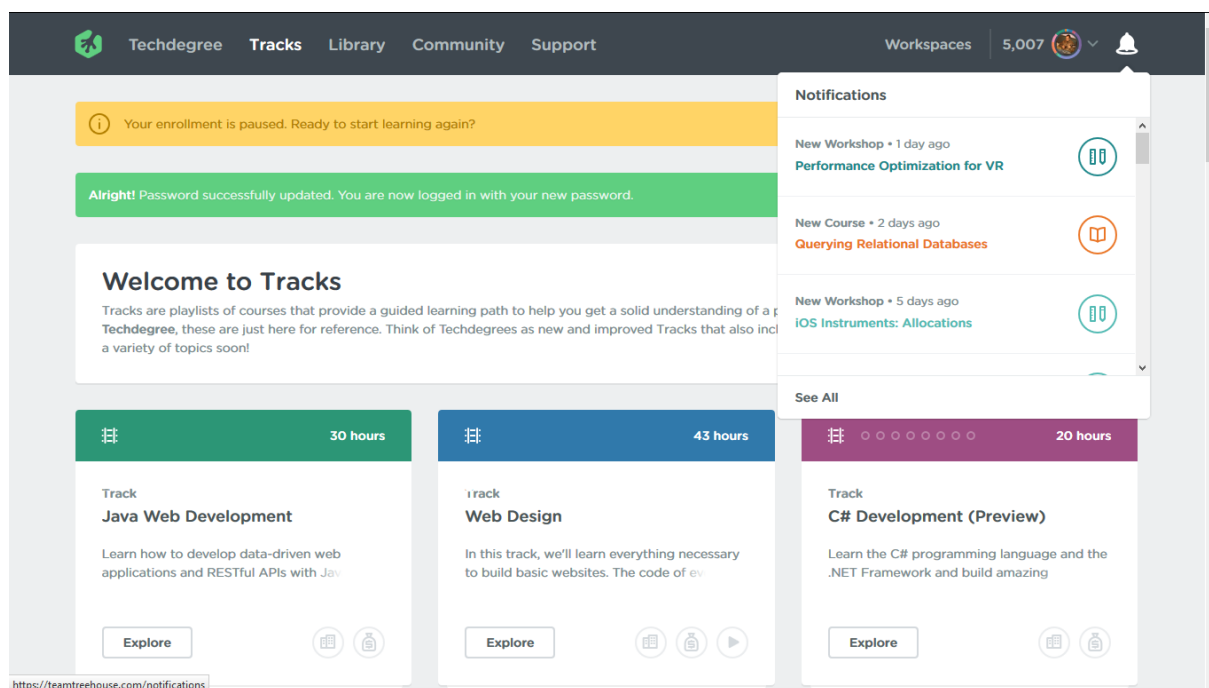 Techdegree Tracks Library Community Support Workspaces 5,007
Notifications
Your enrollment is paused. Ready to start learning again?
New Workshop • 1 day ago
Performance Optimization for VR
Alright! Password successfully updated. You are now logged in with your new password.
New Course • 2 days ago
Querying Relational Databases
Welcome to Tracks
Tracks are playlists of courses that provide a guided learning path to help you get a solid understanding of a
Techdegree, these are just here for reference. Think of Techdegrees as new and improved Tracks that also
a variety of topics soon!
New Workshop • 5 days ago
iOS Instruments: Allocations
See All
30 hours
Track
Java Web Development
Learn how to develop data-driven web
applications and RESTful APIs with
Explore
43 hours
Track
Web Design
In this track, we'll learn everything necessary
to build basic websites. The code of
Explore
20 hours
Track
C# Development (Preview)
Learn the C# programming language and the
.NET Framework and build amazing
Explore
https://teamtreehouse.com/notifications